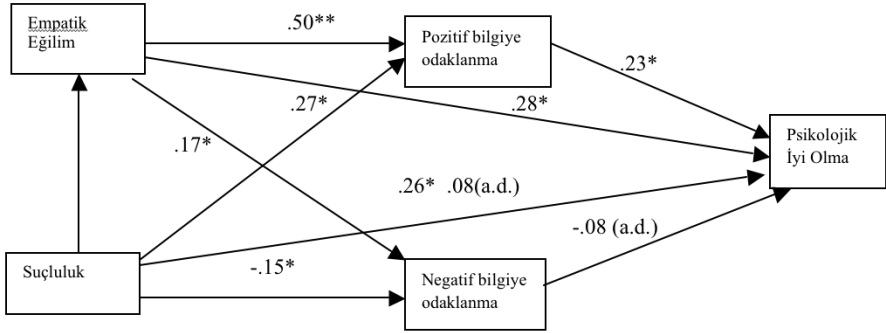 Empatik
Eğilim
.50**
Pozitif bilgiye
odaklanma
.23*
.27*
.28*
.17*
Psikolojik
İyi Olma
.26* .08(a.d.)
-.08 (a.d.)
Suçluluk
-.15*
Negatif bilgiye
odaklanma